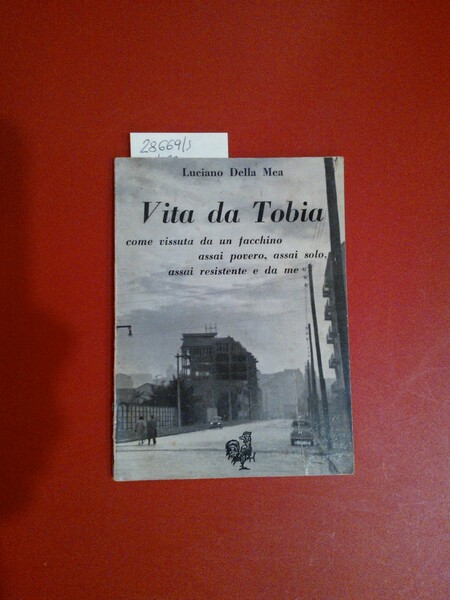 28669/s
Luciano Della Mea
Vita da Tobia
come vissuta da un facchino
assai povero, assai solo,
assai resistente e da me